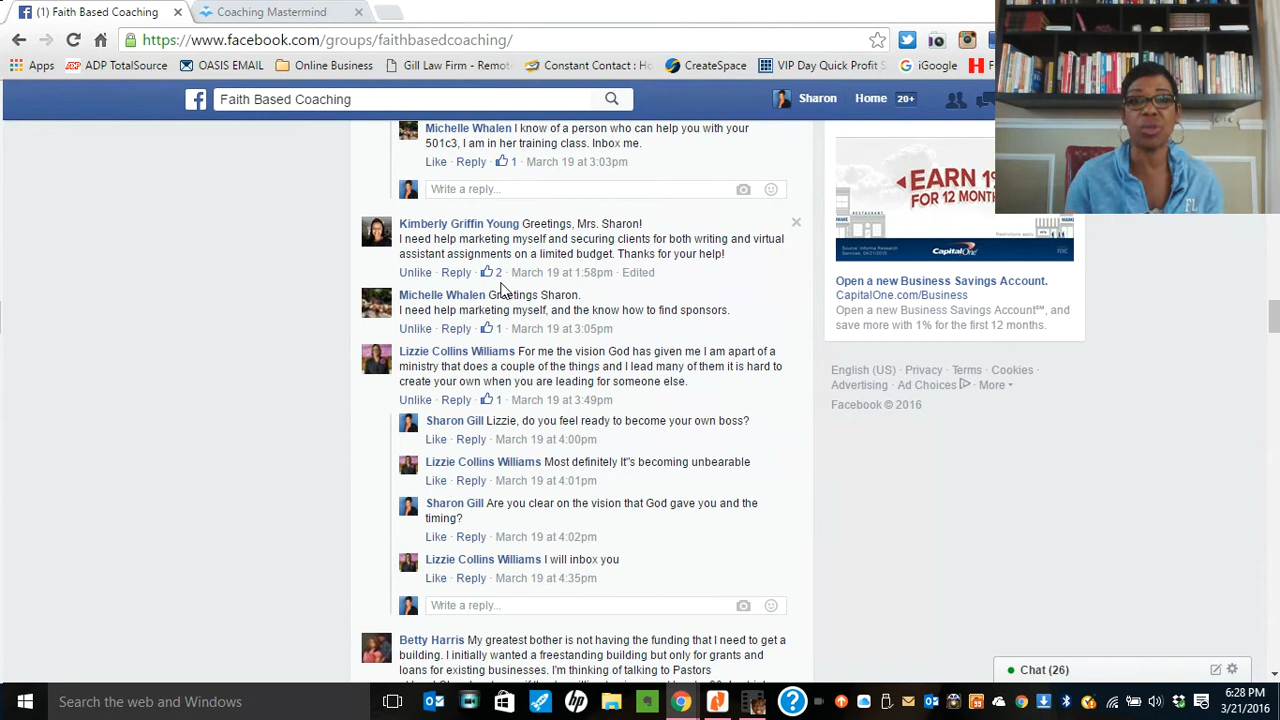 (1) Faith Based Coaching
Coaching Mastermind
https://www.facebook.com/groups/faithbasedcoaching/
Apps
ADP TotalSource
OASIS EMAIL
Online Business
Gill Law Firm - Remot
Constant Contact : Ho
CreateSpace
VIP Day Quick Profit S
iGoogle
Faith Based Coaching
Sharon
Home
20+
Michelle Whalen I know of a person who can help you with your
501c3, I am in her training class. Inbox me.
Like · Reply · 1 · March 19 at 3:03pm
Write a reply...
Kimberly Griffin Young Greetings, Mrs. Sharon!
I need help marketing myself and securing clients for both writing and virtual
assistant assignments on a limited budget. Thanks for your help!
Unlike · Reply · 2 · March 19 at 1:58pm · Edited
Michelle Whalen Greetings Sharon.
I need help marketing myself, and the know how to find sponsors.
Unlike · Reply · 1 · March 19 at 3:05pm
Lizzie Collins Williams For me the vision God has given me I am apart of a
ministry that does a couple of the things and I lead many of them it is hard to
create your own when you are leading for someone else.
Unlike · Reply · 1 · March 19 at 3:49pm
Sharon Gill Lizzie, do you feel ready to become your own boss?
Like · Reply · March 19 at 4:00pm
Lizzie Collins Williams Most definitely It"s becoming unbearable
Like · Reply · March 19 at 4:01pm
Sharon Gill Are you clear on the vision that God gave you and the
timing?
Like · Reply · March 19 at 4:02pm
Lizzie Collins Williams I will inbox you
Like · Reply · March 19 at 4:35pm
Write a reply...
Betty Harris My greatest bother is not having the funding that I need to get a
building. I initially wanted a freestanding building but only for grants and
loans for existing businesses. I'm thinking of talking to Pastors
EARN 1%
FOR 12 MONTHS
RESTAURANT
Source: Informa Research
Services, 04/21/2015
Restrictions apply
CapitalOne
Open a new Business Savings Account.
CapitalOne.com/Business
Open a new Business Savings Account℠, and
save more with 1% for the first 12 months.
English (US) · Privacy · Terms · Cookies ·
Advertising · Ad Choices · More
Facebook © 2016
FL
Chat (26)
Search the web and Windows
6:28 PM
3/21/2016